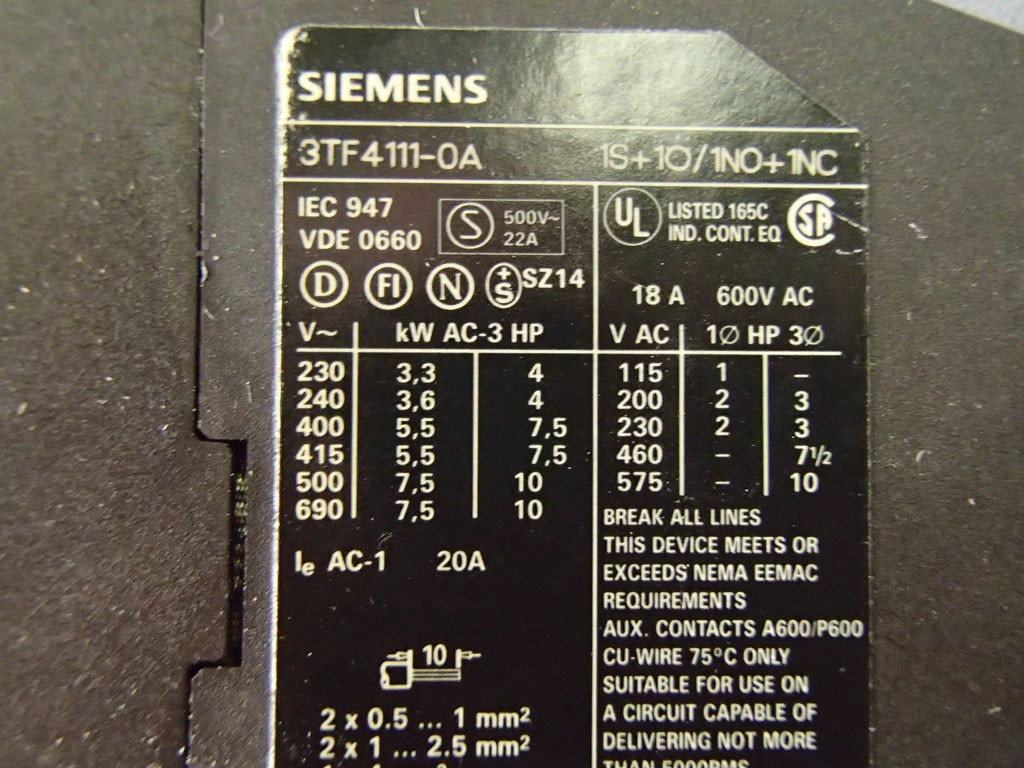 SIEMENS
3TF4111-0A 1S+1Ö/1NO+1NC
IEC 947
VDE 0660
S 500V~
22A
D FI N +S SZ14
V~ kW AC-3 HP
230 3,3 4
240 3,6 4
400 5,5 7,5
415 5,5 7,5
500 7,5 10
690 7,5 10
Ie AC-1 20A
10
2 x 0.5 ... 1 mm²
2 x 1 ... 2.5 mm²
UL LISTED 165C
IND. CONT. EQ SA
18 A 600V AC
V AC 1Ø HP 3Ø
115 1 –
200 2 3
230 2 3
460 – 7½
575 – 10
BREAK ALL LINES
THIS DEVICE MEETS OR
EXCEEDS NEMA EEMAC
REQUIREMENTS
AUX. CONTACTS A600/P600
CU-WIRE 75°C ONLY
SUITABLE FOR USE ON
A CIRCUIT CAPABLE OF
DELIVERING NOT MORE
THAN 5000RMS